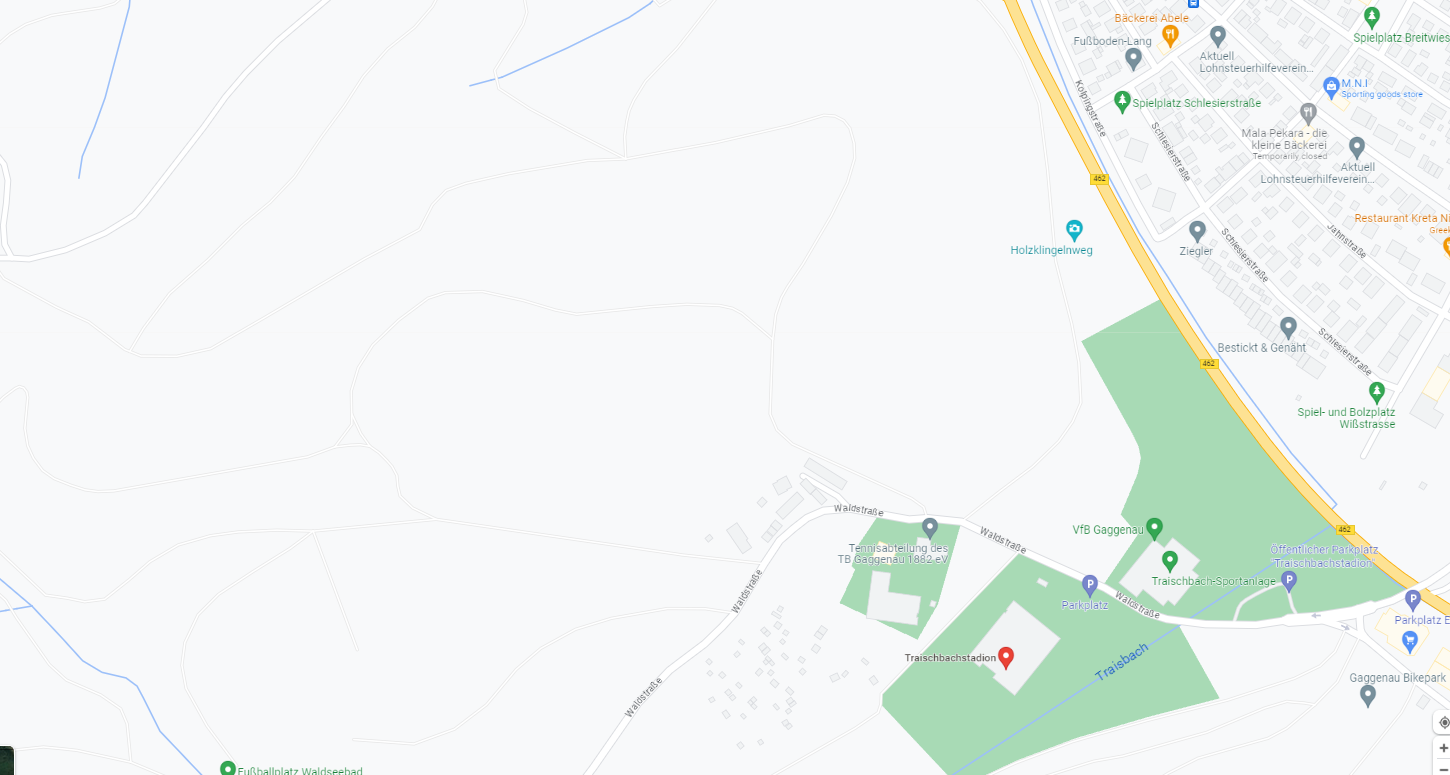 Bäckerei Abele
Spielplatz Breitwies
Fußboden-Lang
Aktuell
Lohnsteuerhilfeverein...
M.N.I
Sporting goods store
Kolpingstraße
Spielplatz Schlesierstraße
Schlesierstraße
Mala Pekara - die
kleine Bäckerei
Temporarily closed
Aktuell
Lohnsteuerhilfeverein...
462
Restaurant Kreta Ni
Greek
Jahnstraße
Holzklingelnweg
Ziegler
Schlesierstraße
Bestickt & Genäht
Schlesierstraße
462
Spiel- und Bolzplatz
Wißstrasse
Waldstraße
Waldstraße
VfB Gaggenau
462
Tennisabteilung des
TB Gaggenau 1882 eV
Öffentlicher Parkplatz
"Traischbachstadion"
Traischbach-Sportanlage
P
P
P
Parkplatz
Waldstraße
Waldstraße
Parkplatz E
Traischbachstadion
Traisbach
Gaggenau Bikepark
Waldstraße
Fußballplatz Waldseebad